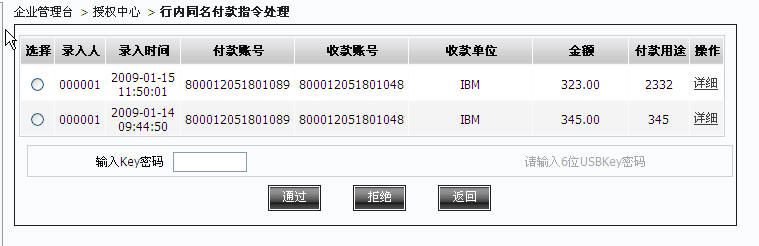 企业管理台 > 授权中心 > 行内同名付款指令处理
选择 录入人 录入时间 付款账号 收款账号 收款单位 金额 付款用途 操作
000001 2009-01-15 11:50:01 800012051801089 800012051801048 IBM 323.00 2332 详细
000001 2009-01-14 09:44:50 800012051801089 800012051801048 IBM 345.00 345 详细
输入Key密码 请输入6位USBKey密码
通过 拒绝 返回